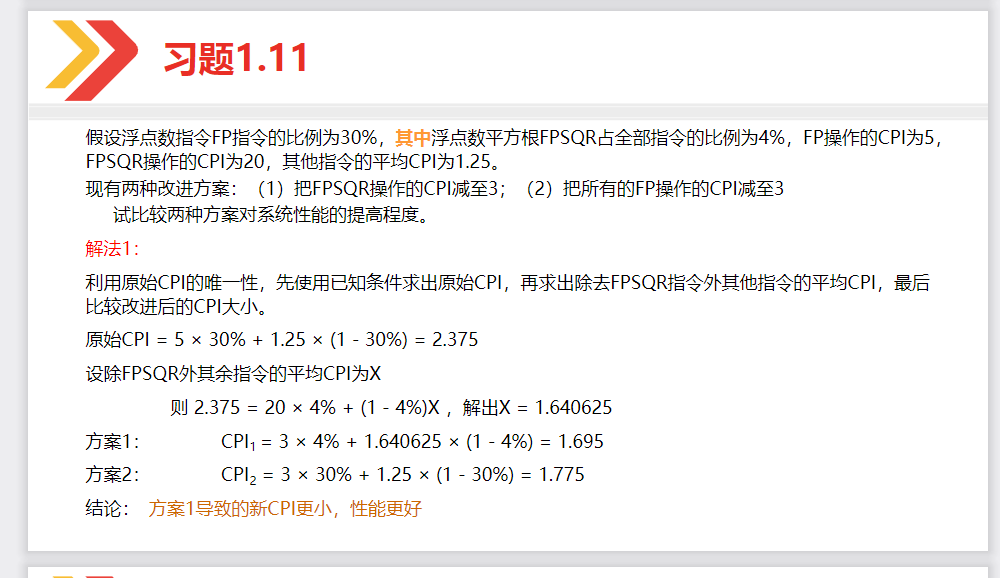 习题1.11
假设浮点数指令FP指令的比例为30%，其中浮点数平方根FPSQR占全部指令的比例为4%，FP操作的CPI为5，
FPSQR操作的CPI为20，其他指令的平均CPI为1.25。
现有两种改进方案：（1）把FPSQR操作的CPI减至3；（2）把所有的FP操作的CPI减至3
试比较两种方案对系统性能的提高程度。
解法1：
利用原始CPI的唯一性，先使用已知条件求出原始CPI，再求出除去FPSQR指令外其他指令的平均CPI，最后
比较改进后的CPI大小。
原始CPI = 5 × 30% + 1.25 × (1 - 30%) = 2.375
设除FPSQR外其余指令的平均CPI为X
则 2.375 = 20 × 4% + (1 - 4%)X ，解出X = 1.640625
方案1： CPI₁ = 3 × 4% + 1.640625 × (1 - 4%) = 1.695
方案2： CPI₂ = 3 × 30% + 1.25 × (1 - 30%) = 1.775
结论： 方案1导致的新CPI更小，性能更好